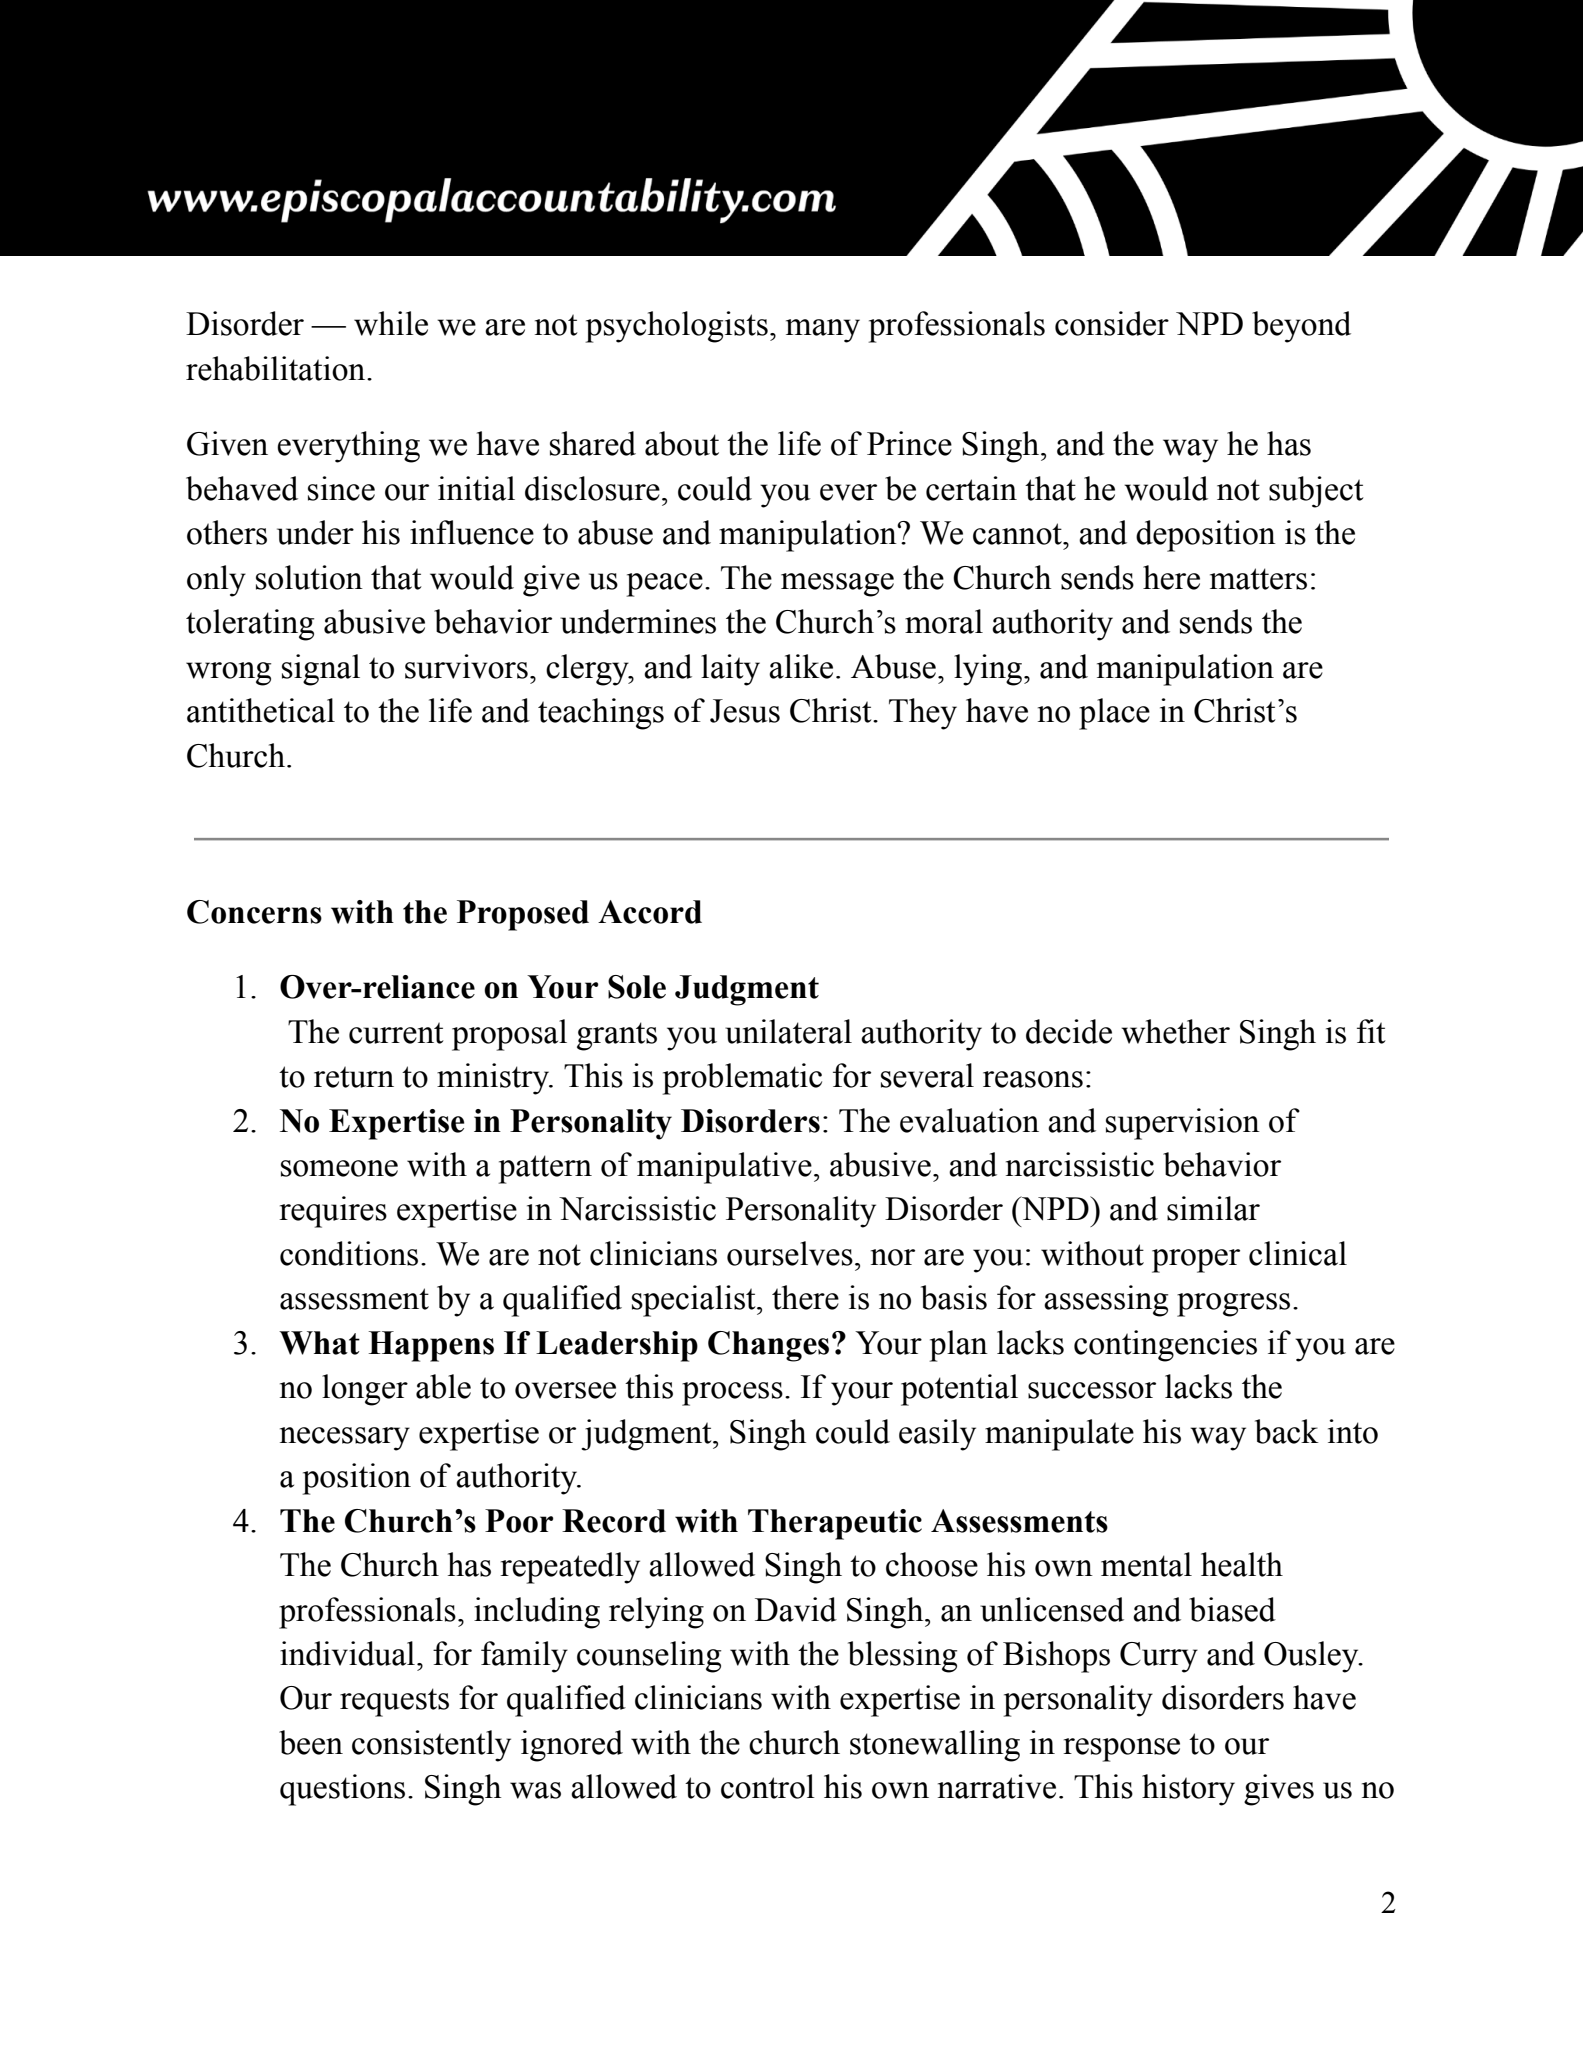 www.episcopalaccountability.com
Disorder — while we are not psychologists, many professionals consider NPD beyond
rehabilitation.
Given everything we have shared about the life of Prince Singh, and the way he has
behaved since our initial disclosure, could you ever be certain that he would not subject
others under his influence to abuse and manipulation? We cannot, and deposition is the
only solution that would give us peace. The message the Church sends here matters:
tolerating abusive behavior undermines the Church’s moral authority and sends the
wrong signal to survivors, clergy, and laity alike. Abuse, lying, and manipulation are
antithetical to the life and teachings of Jesus Christ. They have no place in Christ’s
Church.
Concerns with the Proposed Accord
1. Over-reliance on Your Sole Judgment
The current proposal grants you unilateral authority to decide whether Singh is fit
to return to ministry. This is problematic for several reasons:
2. No Expertise in Personality Disorders: The evaluation and supervision of
someone with a pattern of manipulative, abusive, and narcissistic behavior
requires expertise in Narcissistic Personality Disorder (NPD) and similar
conditions. We are not clinicians ourselves, nor are you: without proper clinical
assessment by a qualified specialist, there is no basis for assessing progress.
3. What Happens If Leadership Changes? Your plan lacks contingencies if you are
no longer able to oversee this process. If your potential successor lacks the
necessary expertise or judgment, Singh could easily manipulate his way back into
a position of authority.
4. The Church’s Poor Record with Therapeutic Assessments
The Church has repeatedly allowed Singh to choose his own mental health
professionals, including relying on David Singh, an unlicensed and biased
individual, for family counseling with the blessing of Bishops Curry and Ousley.
Our requests for qualified clinicians with expertise in personality disorders have
been consistently ignored with the church stonewalling in response to our
questions. Singh was allowed to control his own narrative. This history gives us no
2